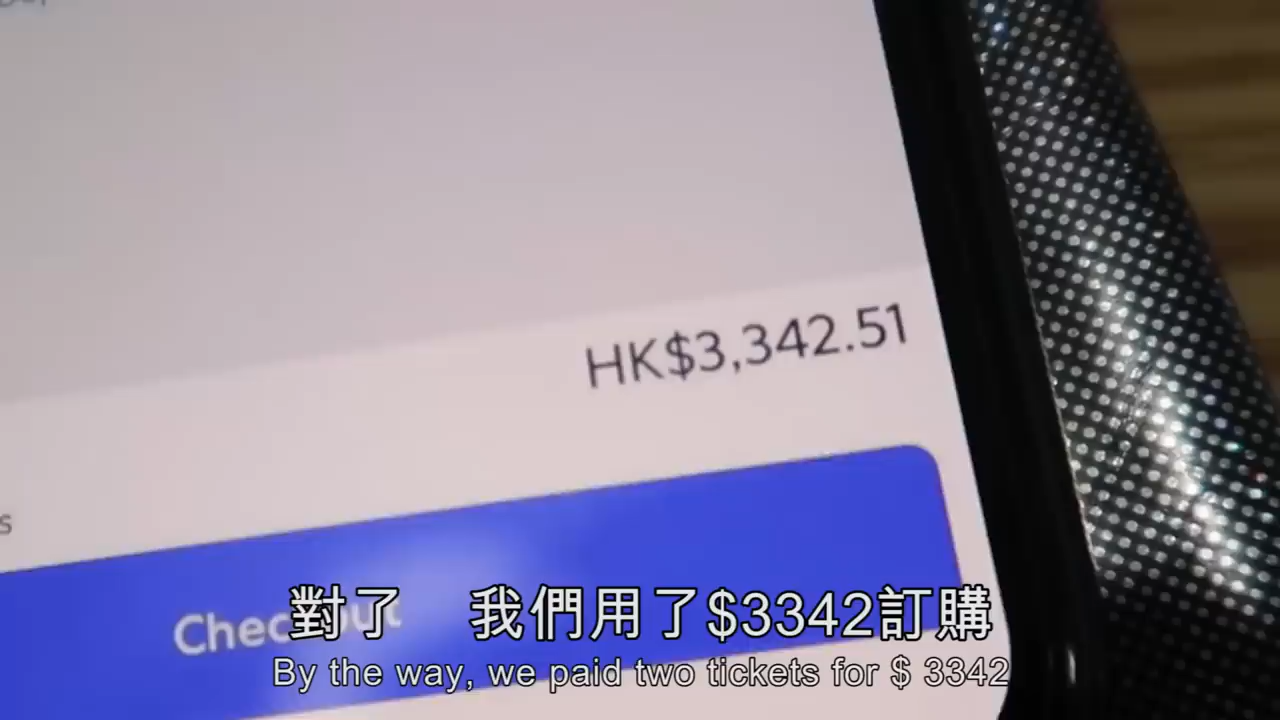 HK$3,342.51
s
Checkout
對了 我們用了$3342訂購
By the way, we paid two tickets for $ 3342